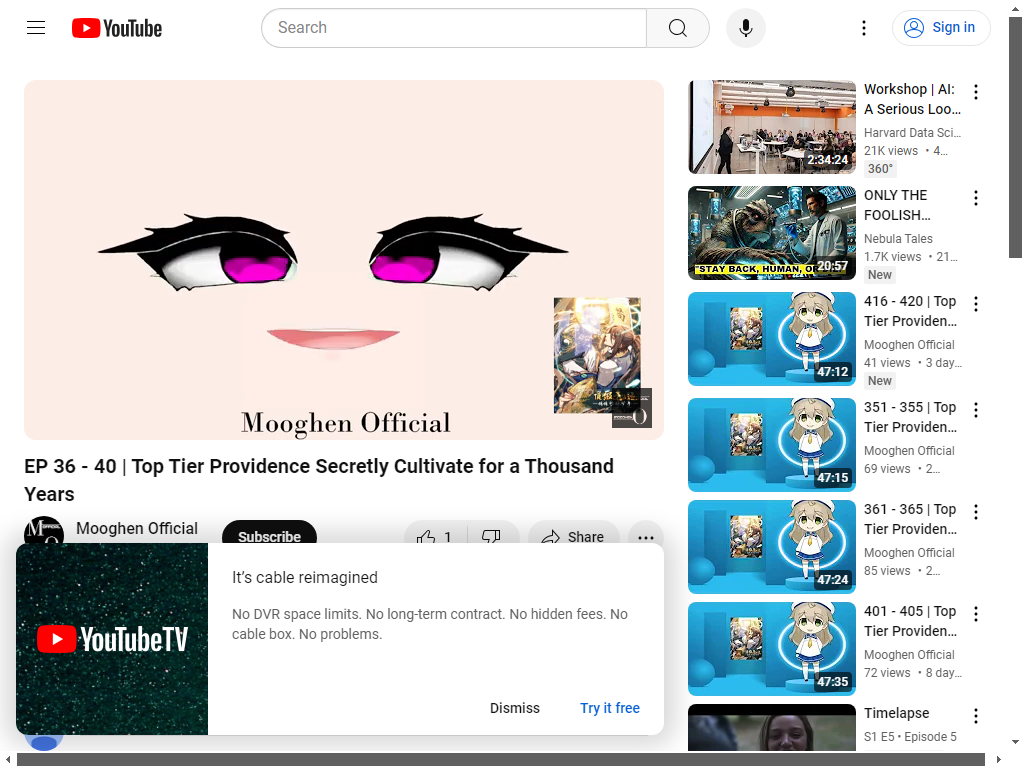 YouTube
Search
Sign in
Mooghen Official
EP 36 - 40 | Top Tier Providence Secretly Cultivate for a Thousand
Years
Mooghen Official
Subscribe
1
Share
YouTubeTV
It's cable reimagined
No DVR space limits. No long-term contract. No hidden fees. No
cable box. No problems.
Dismiss
Try it free
2:34:24
Workshop | AI:
A Serious Loo...
Harvard Data Sci...
21K views • 4...
360°
"STAY BACK, HUMAN, O
20:57
ONLY THE
FOOLISH...
Nebula Tales
1.7K views • 21...
New
47:12
416 - 420 | Top
Tier Providen...
Mooghen Official
41 views • 3 day...
New
47:15
351 - 355 | Top
Tier Providen...
Mooghen Official
69 views • 2...
47:24
361 - 365 | Top
Tier Providen...
Mooghen Official
85 views • 2...
47:35
401 - 405 | Top
Tier Providen...
Mooghen Official
72 views • 8 day...
Timelapse
S1 E5 • Episode 5